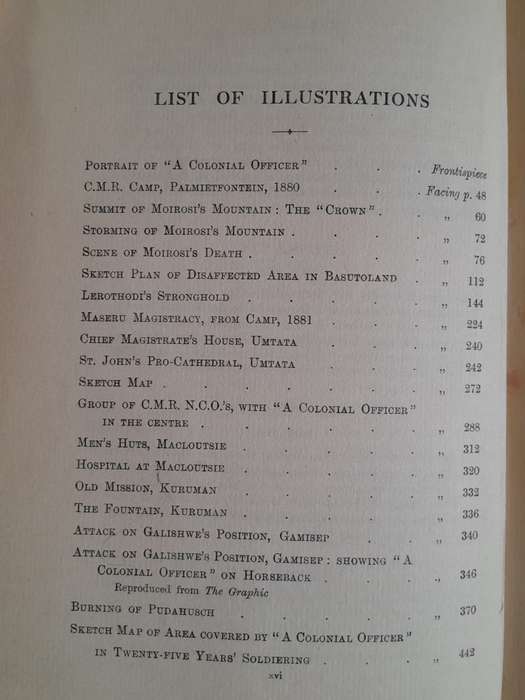 LIST OF ILLUSTRATIONS
PORTRAIT OF "A COLONIAL OFFICER" . . . Frontispiece
C.M.R. CAMP, PALMIETFONTEIN, 1880 . . . Facing p. 48
SUMMIT OF MOIROSI'S MOUNTAIN : THE "CROWN" . . „ 60
STORMING OF MOIROSI'S MOUNTAIN . . . . „ 72
SCENE OF MOIROSI'S DEATH . . . . . „ 76
SKETCH PLAN OF DISAFFECTED AREA IN BASUTOLAND . „ 112
LEROTHODI'S STRONGHOLD . . . . . „ 144
MASERU MAGISTRACY, FROM CAMP, 1881 . . . „ 224
CHIEF MAGISTRATE'S HOUSE, UMTATA . . . „ 240
ST. JOHN'S PRO-CATHEDRAL, UMTATA . . . „ 242
SKETCH MAP . . . . . . . „ 272
GROUP OF C.M.R. N.C.O.'S, WITH "A COLONIAL OFFICER"
IN THE CENTRE . . . . . . „ 288
MEN'S HUTS, MACLOUTSIE . . . . . „ 312
HOSPITAL AT MACLOUTSIE . . . . . „ 320
OLD MISSION, KURUMAN . . . . . „ 332
THE FOUNTAIN, KURUMAN . . . . . „ 336
ATTACK ON GALISHWE'S POSITION, GAMISEP . . „ 340
ATTACK ON GALISHWE'S POSITION, GAMISEP : SHOWING "A
COLONIAL OFFICER" ON HORSEBACK . . . „ 346
Reproduced from The Graphic
BURNING OF PUDAHUSCH . . . . . „ 370
SKETCH MAP OF AREA COVERED BY "A COLONIAL OFFICER"
IN TWENTY-FIVE YEARS' SOLDIERING . . . „ 442
xvi